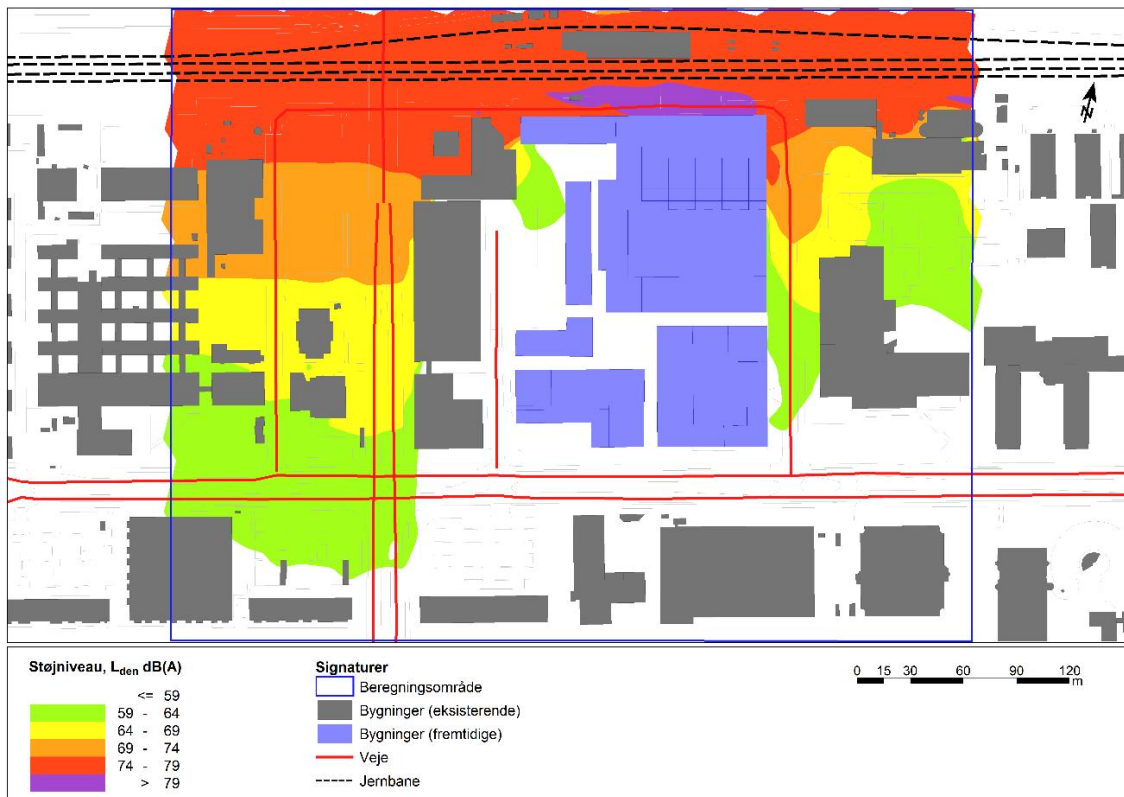 N
Støjniveau, Lden dB(A)
<= 59
59 - 64
64 - 69
69 - 74
74 - 79
> 79
Signaturer
Beregningsområde
Bygninger (eksisterende)
Bygninger (fremtidige)
Veje
Jernbane
0 15 30 60 90 120
m